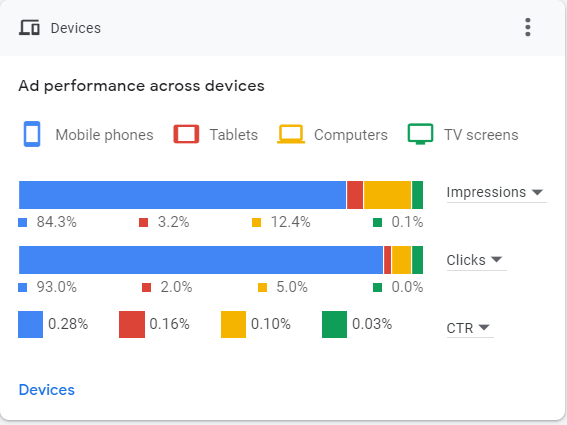 Devices
Ad performance across devices
Mobile phones Tablets Computers TV screens
Impressions
84.3% 3.2% 12.4% 0.1%
Clicks
93.0% 2.0% 5.0% 0.0%
0.28% 0.16% 0.10% 0.03% CTR
Devices